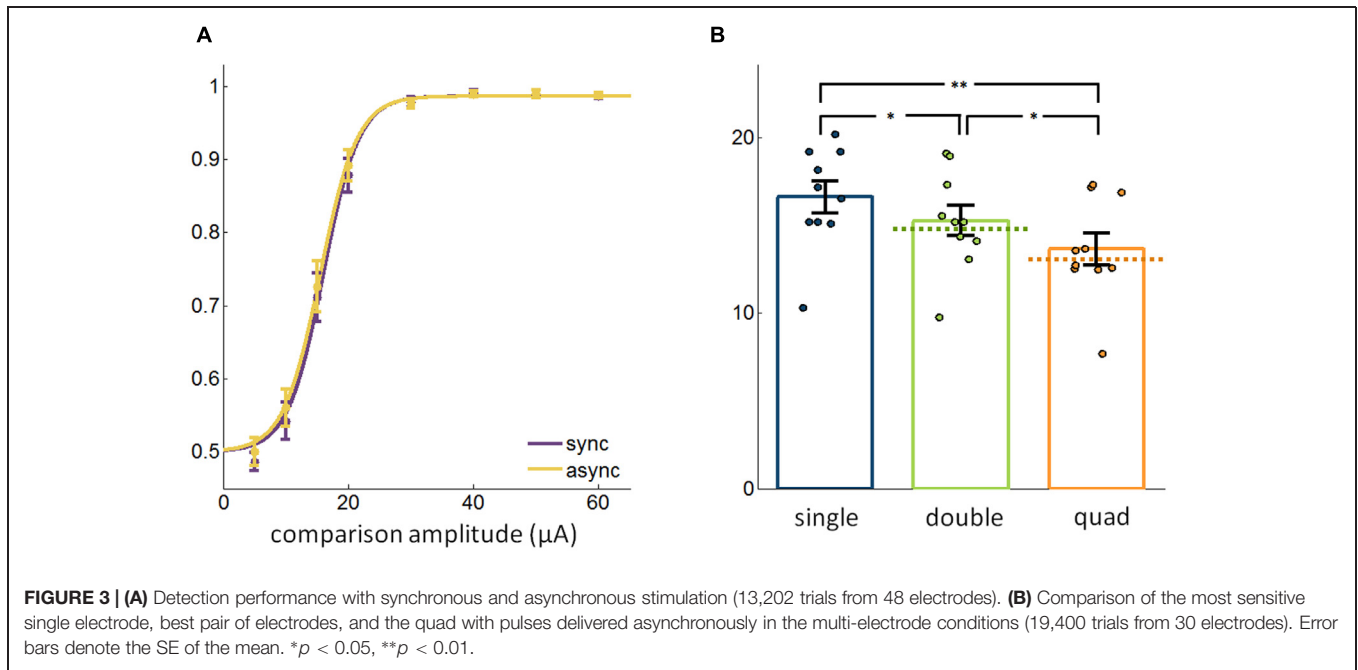 A
B
1
0.9
0.8
0.7
0.6
0.5
sync
async
0 20 40 60
comparison amplitude (µA)
**
* *
20
10
0
single double quad
FIGURE 3 | (A) Detection performance with synchronous and asynchronous stimulation (13,202 trials from 48 electrodes). (B) Comparison of the most sensitive
single electrode, best pair of electrodes, and the quad with pulses delivered asynchronously in the multi-electrode conditions (19,400 trials from 30 electrodes). Error
bars denote the SE of the mean. *p < 0.05, **p < 0.01.